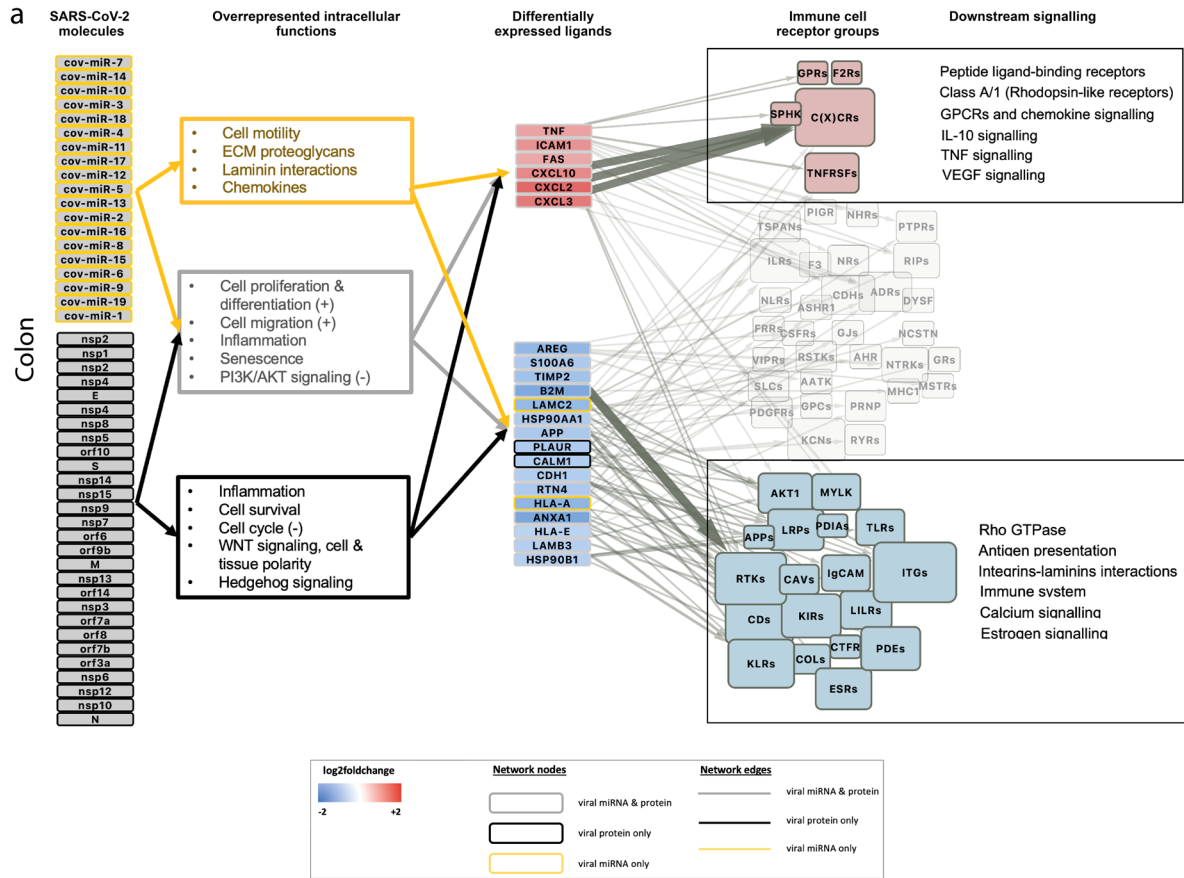 a
SARS-CoV-2
molecules
Overrepresented intracellular
functions
Differentially
expressed ligands
Immune cell
receptor groups
Downstream signalling
Colon
cov-miR-7
cov-miR-14
cov-miR-10
cov-miR-3
cov-miR-18
cov-miR-4
cov-miR-11
cov-miR-17
cov-miR-12
cov-miR-5
cov-miR-13
cov-miR-2
cov-miR-16
cov-miR-8
cov-miR-15
cov-miR-6
cov-miR-9
cov-miR-19
cov-miR-1
nsp2
nsp1
nsp2
nsp4
E
nsp4
nsp8
nsp5
orf10
S
nsp14
nsp15
nsp9
nsp7
orf6
orf9b
M
nsp13
orf14
nsp3
orf7a
orf8
orf7b
orf3a
nsp6
nsp12
nsp10
N
• Cell motility
• ECM proteoglycans
• Laminin interactions
• Chemokines
• Cell proliferation &
differentiation (+)
• Cell migration (+)
• Inflammation
• Senescence
• PI3K/AKT signaling (-)
• Inflammation
• Cell survival
• Cell cycle (-)
• WNT signaling, cell &
tissue polarity
• Hedgehog signaling
TNF
ICAM1
FAS
CXCL10
CXCL2
CXCL3
AREG
S100A6
TIMP2
B2M
LAMC2
HSP90AA1
APP
PLAUR
CALM1
CDH1
RTN4
HLA-A
ANXA1
HLA-E
LAMB3
HSP90B1
GPRs
F2Rs
SPHK
C(X)CRs
TNFRSFs
Peptide ligand-binding receptors
Class A/1 (Rhodopsin-like receptors)
GPCRs and chemokine signalling
IL-10 signalling
TNF signalling
VEGF signalling
PIGR
NHRs
TSPANs
PTPRs
ILRs
F3
NRs
RIPs
NLRs
CDHs
ADRs
DYSF
ASHR1
FRRs
CSFRs
GJs
NCSTN
VIPRs
RSTKs
AHR
NTRKs
GRs
SLCs
AATK
MHC1
MSTRs
PDGFRs
GPCs
PRNP
KCNs
RYRs
AKT1
MYLK
LRPs
PDIAs
TLRs
APPs
RTKs
CAVs
IgCAM
ITGs
CDs
KIRs
LILRs
KLRs
COLs
CTFR
PDEs
ESRs
Rho GTPase
Antigen presentation
Integrins-laminins interactions
Immune system
Calcium signalling
Estrogen signalling
log2foldchange
-2
+2
Network nodes
viral miRNA & protein
viral protein only
viral miRNA only
Network edges
viral miRNA & protein
viral protein only
viral miRNA only